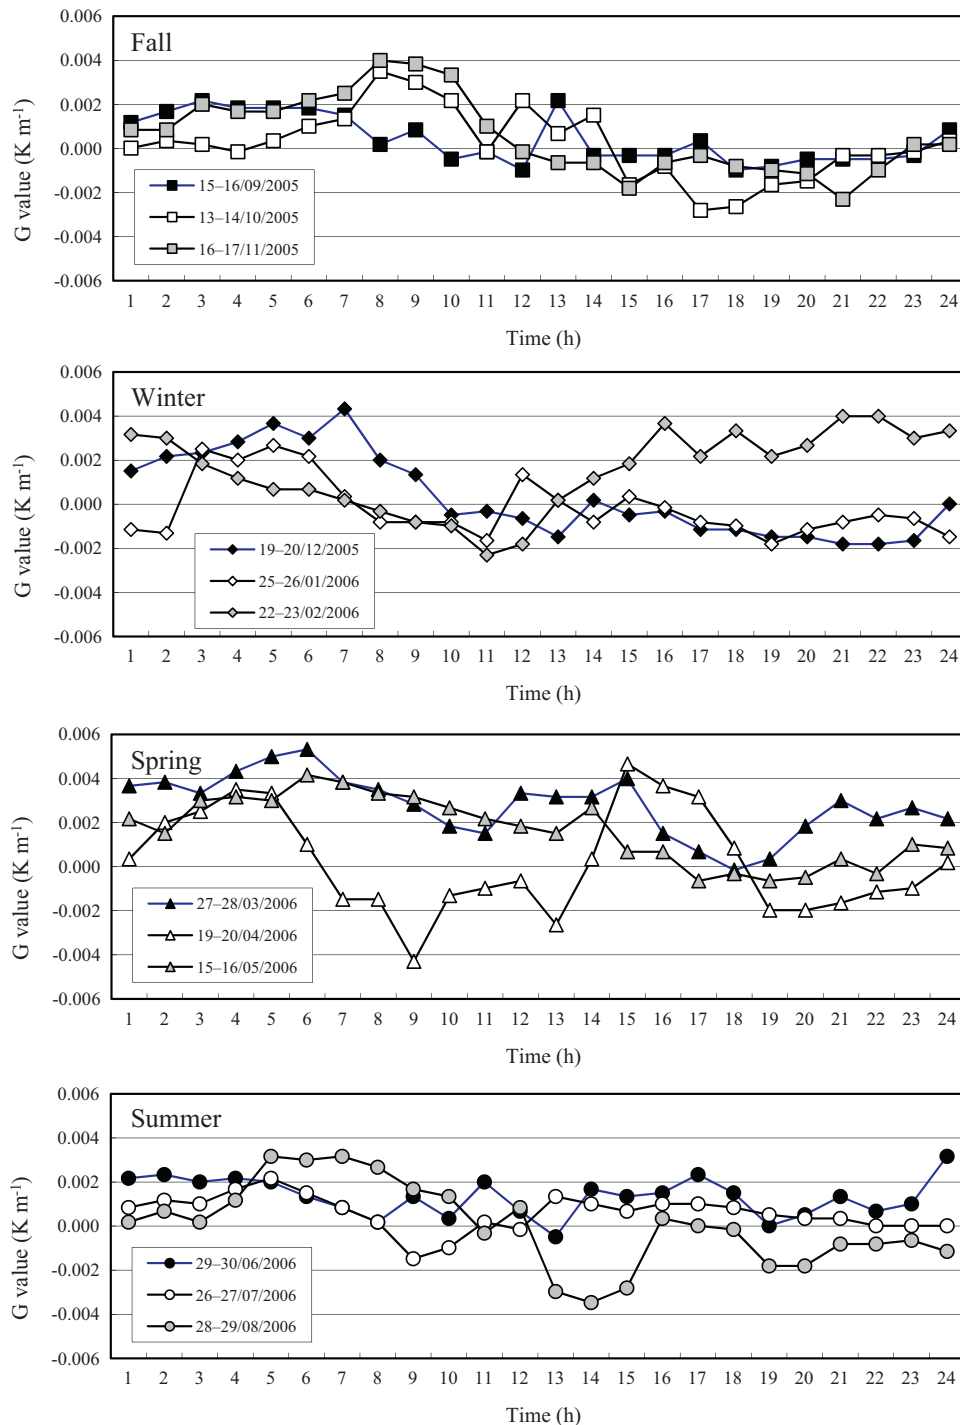 Fall
G value (K m-1)
0.006
0.004
0.002
0.000
-0.002
-0.004
-0.006
15–16/09/2005
13–14/10/2005
16–17/11/2005
1 2 3 4 5 6 7 8 9 10 11 12 13 14 15 16 17 18 19 20 21 22 23 24
Time (h)
Winter
G value (K m-1)
0.006
0.004
0.002
0.000
-0.002
-0.004
-0.006
19–20/12/2005
25–26/01/2006
22–23/02/2006
1 2 3 4 5 6 7 8 9 10 11 12 13 14 15 16 17 18 19 20 21 22 23 24
Time (h)
Spring
G value (K m-1)
0.006
0.004
0.002
0.000
-0.002
-0.004
-0.006
27–28/03/2006
19–20/04/2006
15–16/05/2006
1 2 3 4 5 6 7 8 9 10 11 12 13 14 15 16 17 18 19 20 21 22 23 24
Time (h)
Summer
G value (K m-1)
0.006
0.004
0.002
0.000
-0.002
-0.004
-0.006
29–30/06/2006
26–27/07/2006
28–29/08/2006
1 2 3 4 5 6 7 8 9 10 11 12 13 14 15 16 17 18 19 20 21 22 23 24
Time (h)